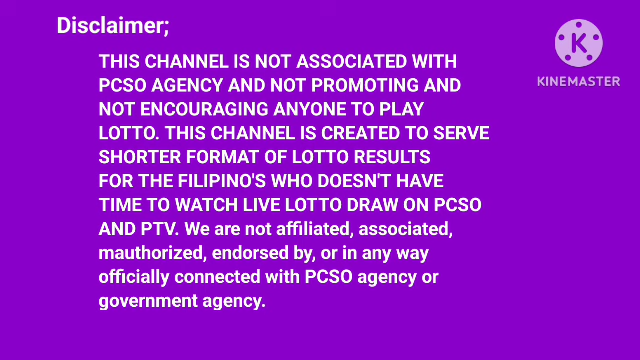 Disclaimer;
THIS CHANNEL IS NOT ASSOCIATED WITH
PCSO AGENCY AND NOT PROMOTING AND
NOT ENCOURAGING ANYONE TO PLAY
LOTTO. THIS CHANNEL IS CREATED TO SERVE
SHORTER FORMAT OF LOTTO RESULTS
FOR THE FILIPINO'S WHO DOESN'T HAVE
TIME TO WATCH LIVE LOTTO DRAW ON PCSO
AND PTV. We are not affiliated, associated,
mauthorized, endorsed by, or in any way
officially connected with PCSO agency or
government agency.
K
KINEMASTER